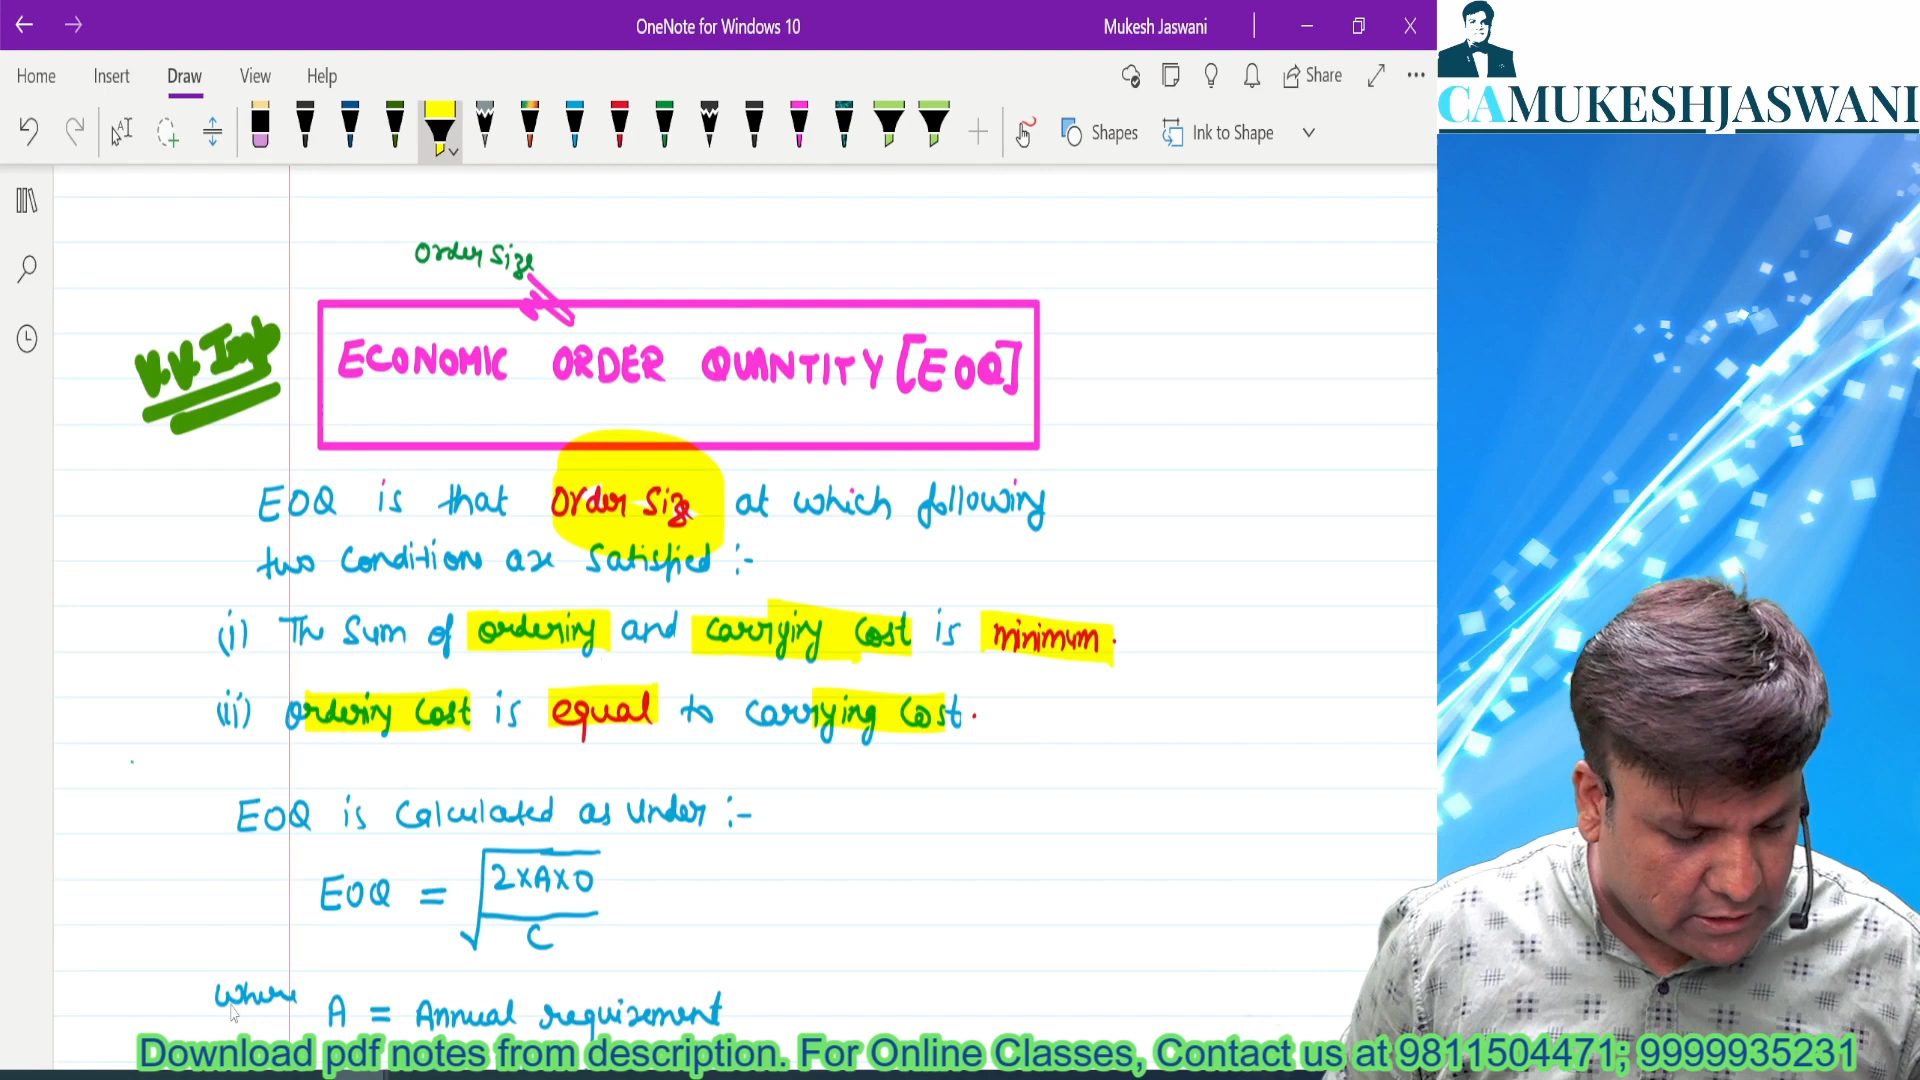 OneNote for Windows 10
Mukesh Jaswani
Home Insert Draw View Help
Share
Shapes
Ink to Shape
CAMUKESHJASWANI
Order Size
V.V. Imp
ECONOMIC ORDER QUANTITY [EOQ]
EOQ is that Order Size at which following
two Conditions are Satisfied :-
(i) The Sum of ordering and Carrying Cost is minimum.
(ii) Ordering Cost is equal to Carrying Cost.
EOQ is Calculated as Under :-
EOQ = √2×A×O
C
Where A = Annual requirement
Download pdf notes from description. For Online Classes, Contact us at 9811504471; 9999935231